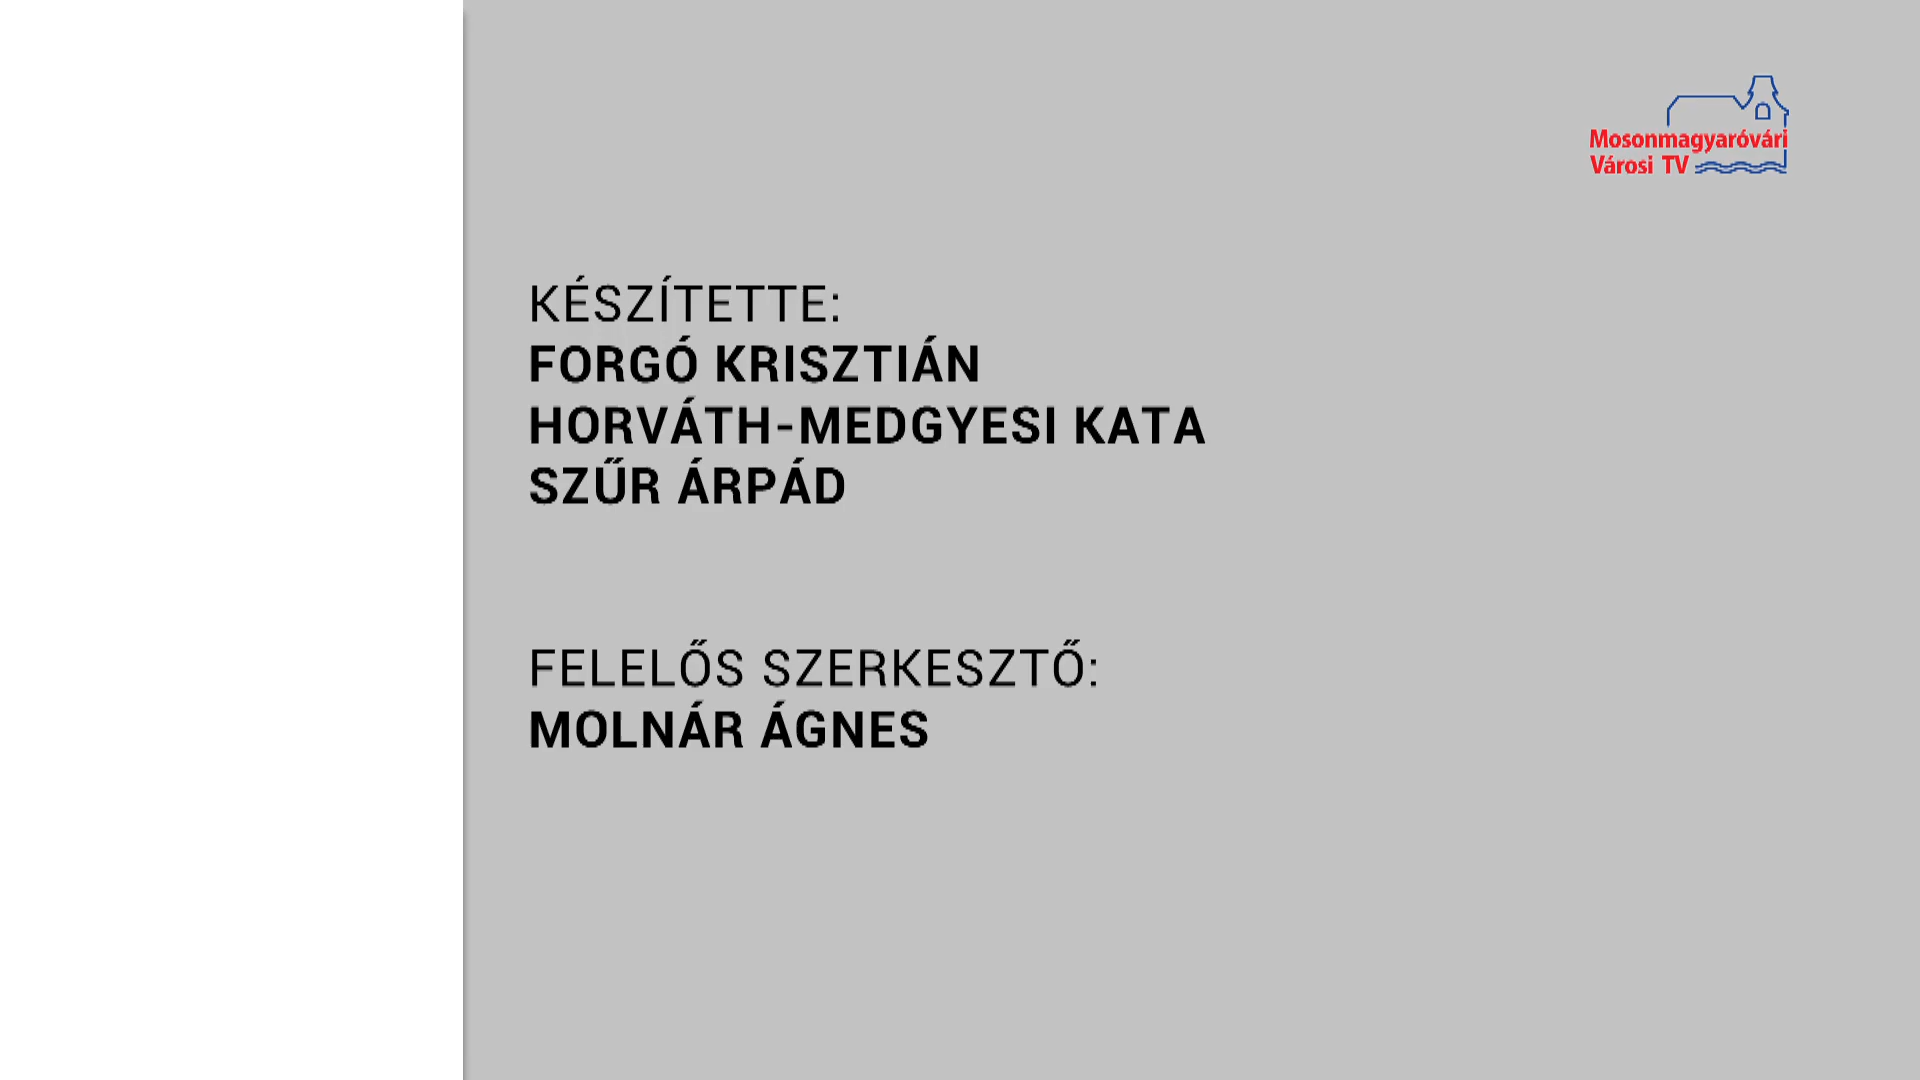 Mosonmagyaróvári
Városi TV
KÉSZÍTETTE:
FORGÓ KRISZTIÁN
HORVÁTH-MEDGYESI KATA
SZŰR ÁRPÁD
FELELŐS SZERKESZTŐ:
MOLNÁR ÁGNES